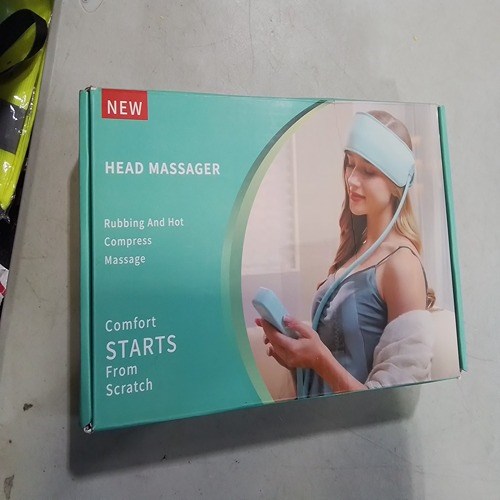 NEW
HEAD MASSAGER
Rubbing And Hot
Compress
Massage
Comfort
STARTS
From
Scratch